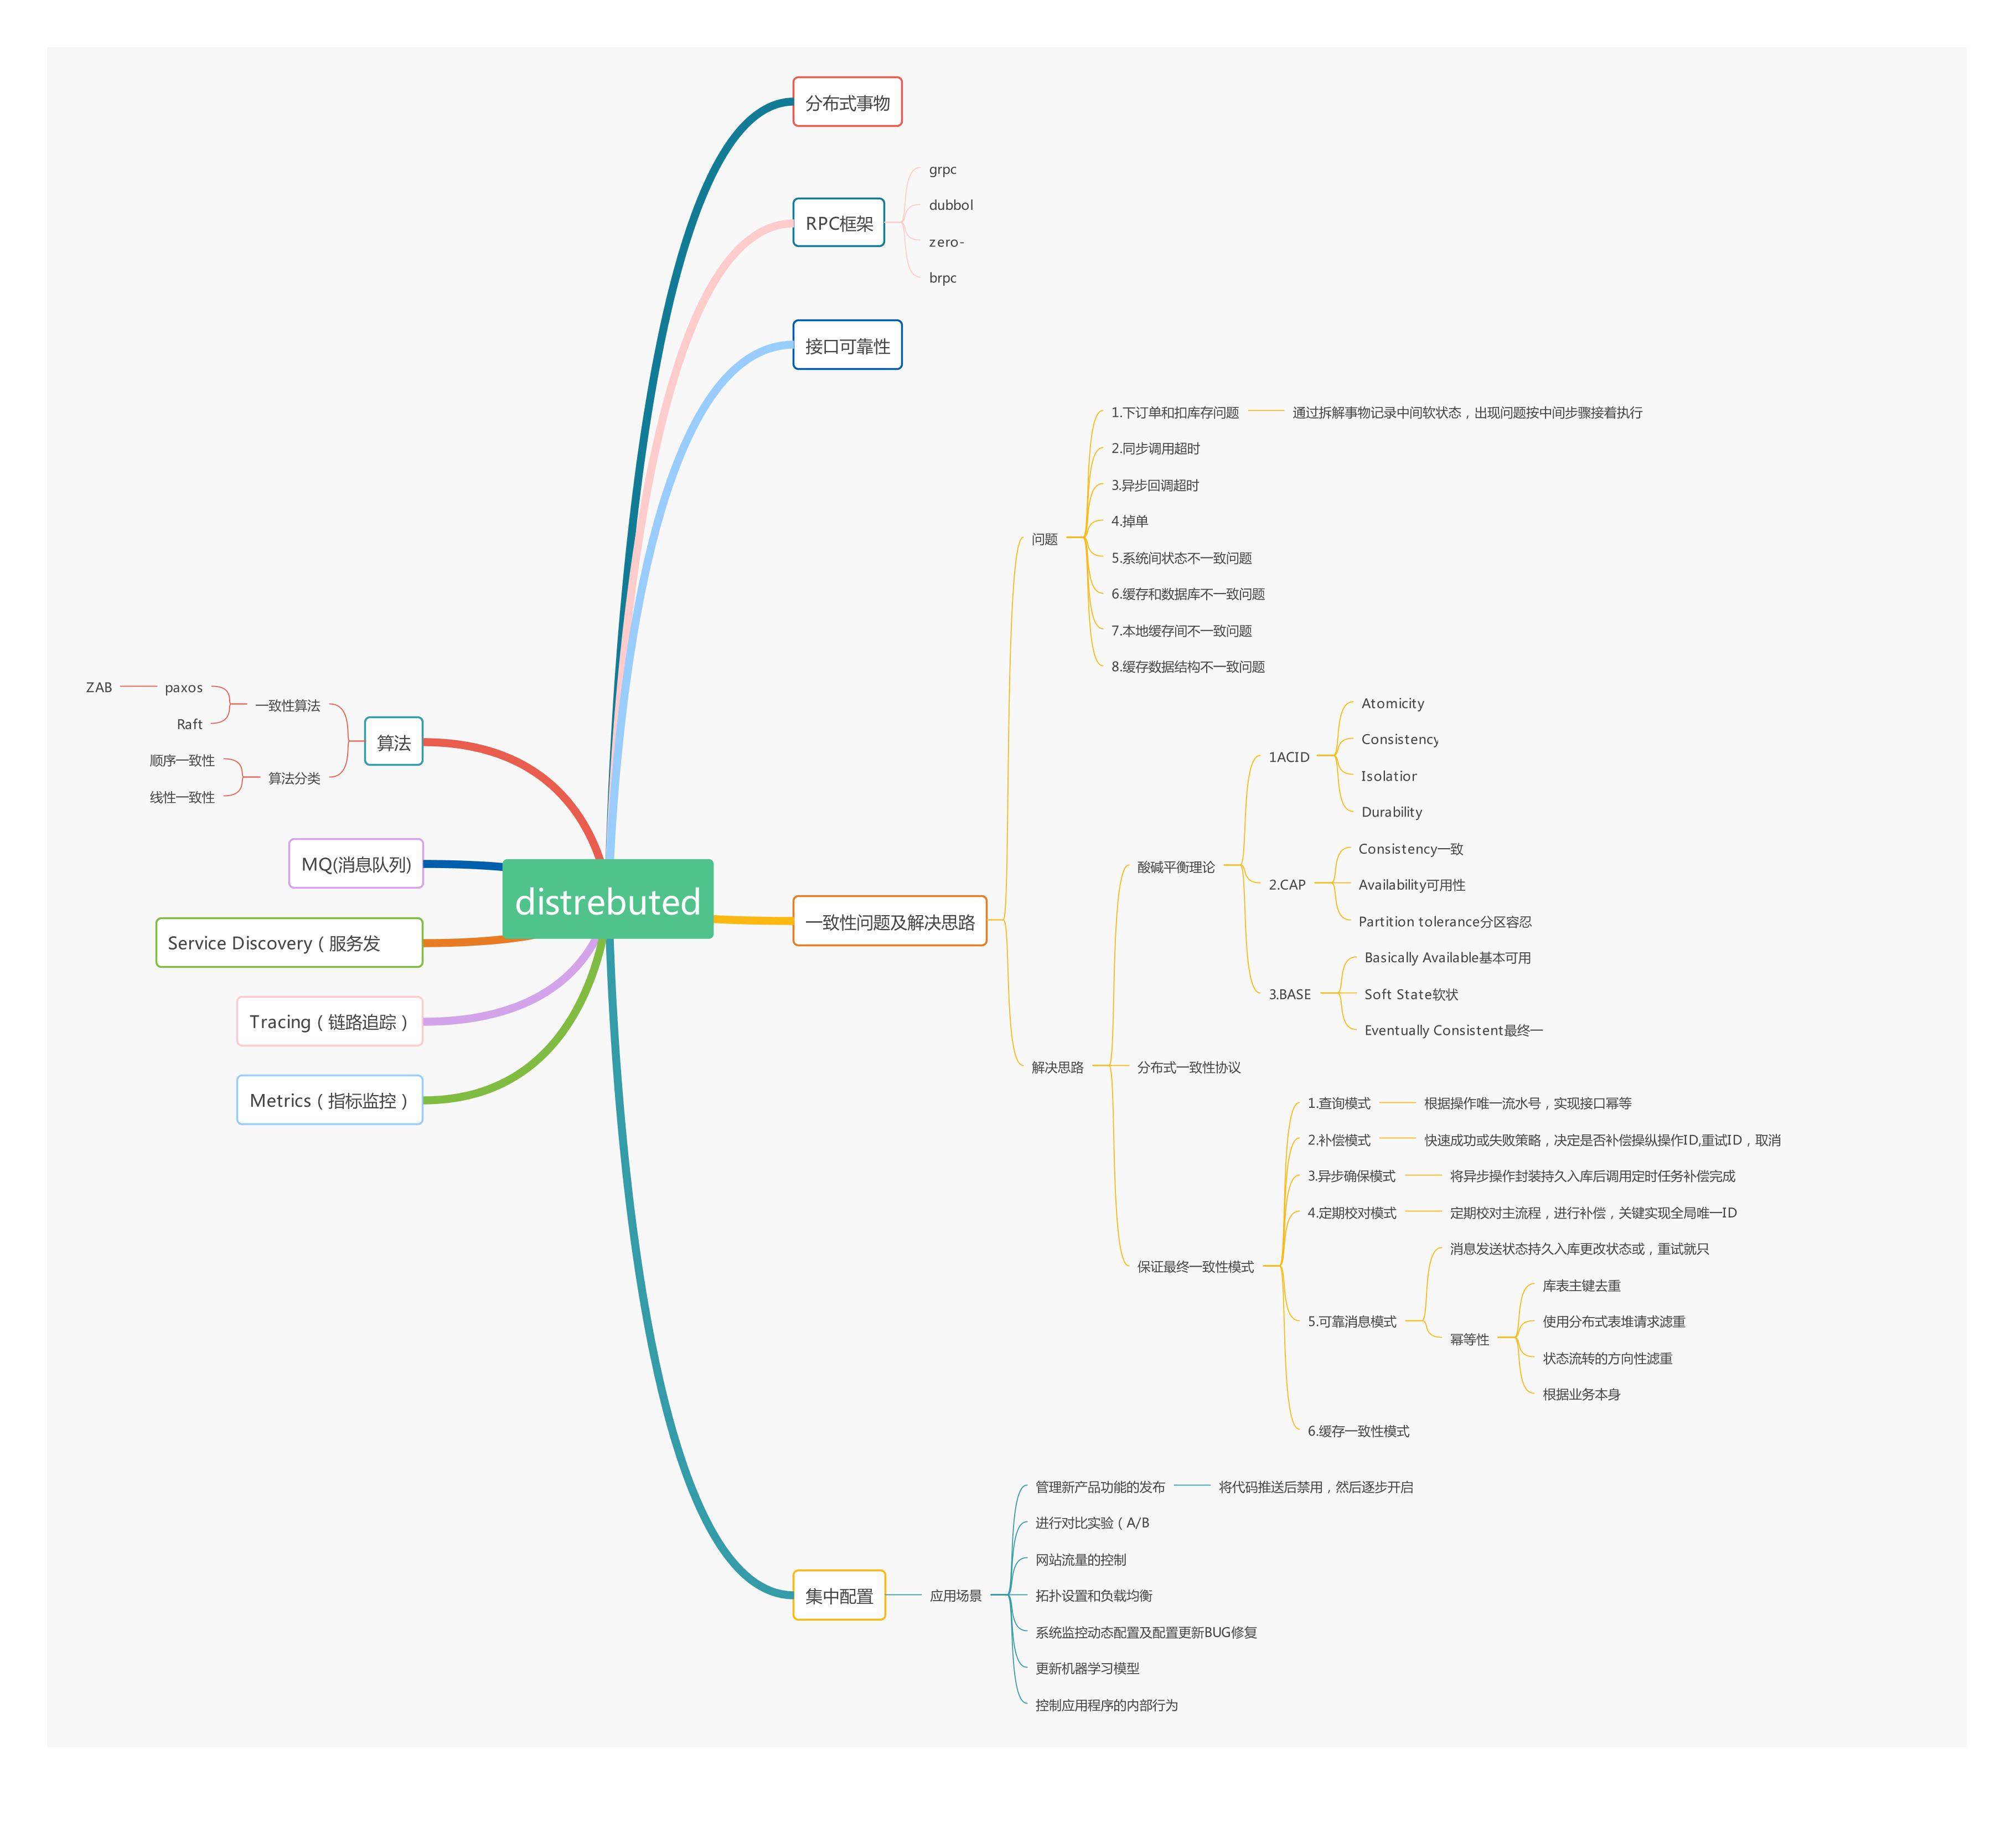 distrebuted
分布式事物
RPC框架
grpc
dubbol
zero-
brpc
接口可靠性
一致性问题及解决思路
问题
1.下订单和扣库存问题
通过拆解事物记录中间软状态，出现问题按中间步骤接着执行
2.同步调用超时
3.异步回调超时
4.掉单
5.系统间状态不一致问题
6.缓存和数据库不一致问题
7.本地缓存间不一致问题
8.缓存数据结构不一致问题
解决思路
酸碱平衡理论
1ACID
Atomicity
Consistency
Isolatior
Durability
2.CAP
Consistency一致
Availability可用性
Partition tolerance分区容忍
3.BASE
Basically Available基本可用
Soft State软状
Eventually Consistent最终一
分布式一致性协议
保证最终一致性模式
1.查询模式
根据操作唯一流水号，实现接口幂等
2.补偿模式
快速成功或失败策略，决定是否补偿操纵操作ID,重试ID，取消
3.异步确保模式
将异步操作封装持久入库后调用定时任务补偿完成
4.定期校对模式
定期校对主流程，进行补偿，关键实现全局唯一ID
5.可靠消息模式
消息发送状态持久入库更改状态或，重试就只
幂等性
库表主键去重
使用分布式表堆请求滤重
状态流转的方向性滤重
根据业务本身
6.缓存一致性模式
集中配置
应用场景
管理新产品功能的发布
将代码推送后禁用，然后逐步开启
进行对比实验（A/B
网站流量的控制
拓扑设置和负载均衡
系统监控动态配置及配置更新BUG修复
更新机器学习模型
控制应用程序的内部行为
算法
一致性算法
paxos
ZAB
Raft
算法分类
顺序一致性
线性一致性
MQ(消息队列)
Service Discovery（服务发
Tracing（链路追踪）
Metrics（指标监控）